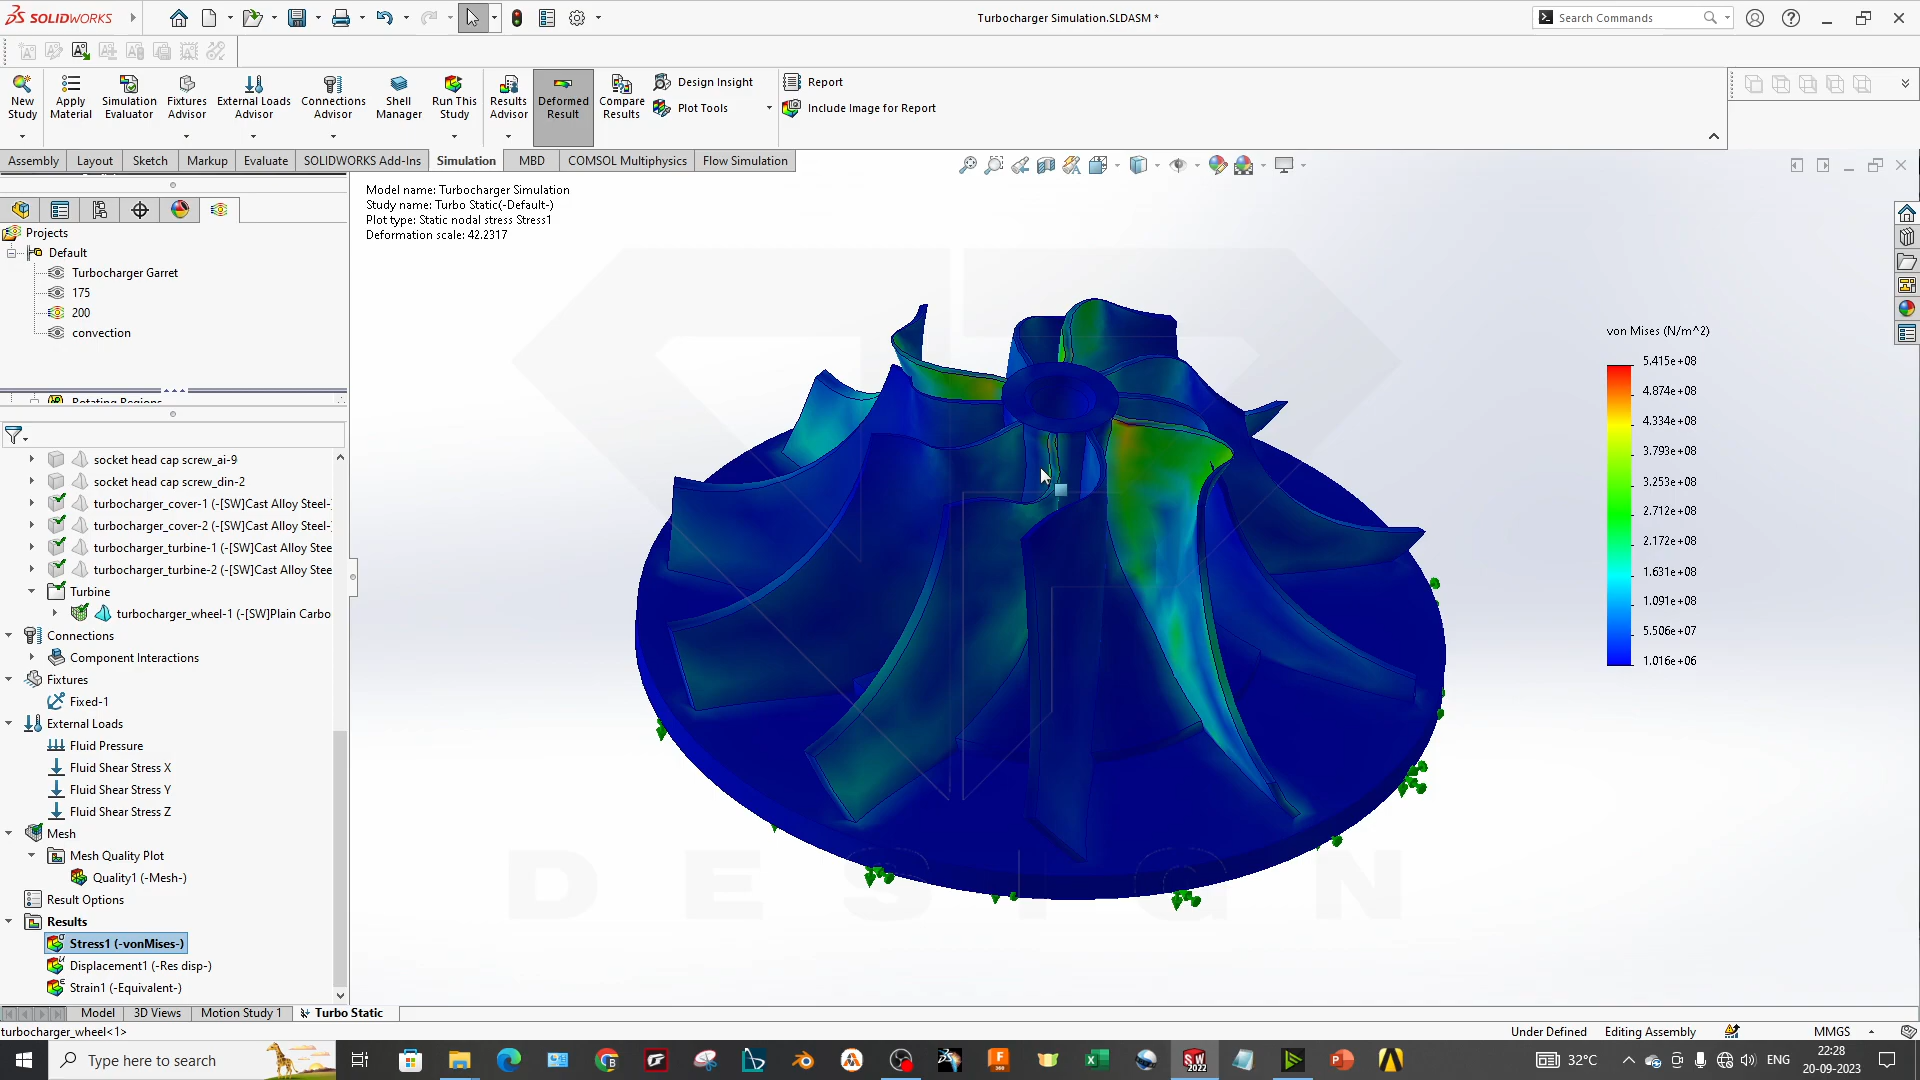 SOLIDWORKS
Turbocharger Simulation.SLDASM *
Search Commands
New Study
Apply Material
Simulation Evaluator
Fixtures Advisor
External Loads Advisor
Connections Advisor
Shell Manager
Run This Study
Results Advisor
Deformed Result
Compare Results
Design Insight
Plot Tools
Report
Include Image for Report
Assembly
Layout
Sketch
Markup
Evaluate
SOLIDWORKS Add-Ins
Simulation
MBD
COMSOL Multiphysics
Flow Simulation
Model name: Turbocharger Simulation
Study name: Turbo Static(-Default-)
Plot type: Static nodal stress Stress1
Deformation scale: 42.2317
Projects
Default
Turbocharger Garret
175
200
convection
Rotating Regions
socket head cap screw_ai-9
socket head cap screw_din-2
turbocharger_cover-1 (-[SW]Cast Alloy Steel-
turbocharger_cover-2 (-[SW]Cast Alloy Steel-
turbocharger_turbine-1 (-[SW]Cast Alloy Stee
turbocharger_turbine-2 (-[SW]Cast Alloy Stee
Turbine
turbocharger_wheel-1 (-[SW]Plain Carbo
Connections
Component Interactions
Fixtures
Fixed-1
External Loads
Fluid Pressure
Fluid Shear Stress X
Fluid Shear Stress Y
Fluid Shear Stress Z
Mesh
Mesh Quality Plot
Quality1 (-Mesh-)
Result Options
Results
Stress1 (-vonMises-)
Displacement1 (-Res disp-)
Strain1 (-Equivalent-)
von Mises (N/m^2)
5.415e+08
4.874e+08
4.334e+08
3.793e+08
3.253e+08
2.712e+08
2.172e+08
1.631e+08
1.091e+08
5.506e+07
1.016e+06
DESIGN
Model
3D Views
Motion Study 1
Turbo Static
turbocharger_wheel<1>
Under Defined
Editing Assembly
MMGS
Type here to search
SW 2022
32°C
ENG
22:28
20-09-2023